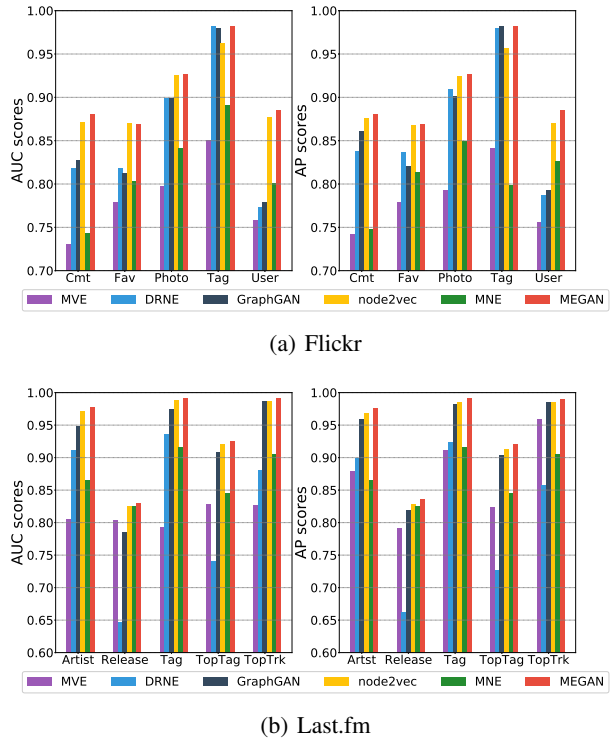 1.00 1.00
0.95 0.95
0.90 0.90
0.85 0.85
0.80 0.80
0.75 0.75
0.70 0.70
AUC scores AP scores
Cmt Fav Photo Tag User Cmt Fav Photo Tag User
MVE DRNE GraphGAN node2vec MNE MEGAN
(a) Flickr
1.00 1.00
0.95 0.95
0.90 0.90
0.85 0.85
0.80 0.80
0.75 0.75
0.70 0.70
0.65 0.65
0.60 0.60
AUC scores AP scores
Artist Release Tag TopTag TopTrk Artst Release Tag TopTag TopTrk
MVE DRNE GraphGAN node2vec MNE MEGAN
(b) Last.fm